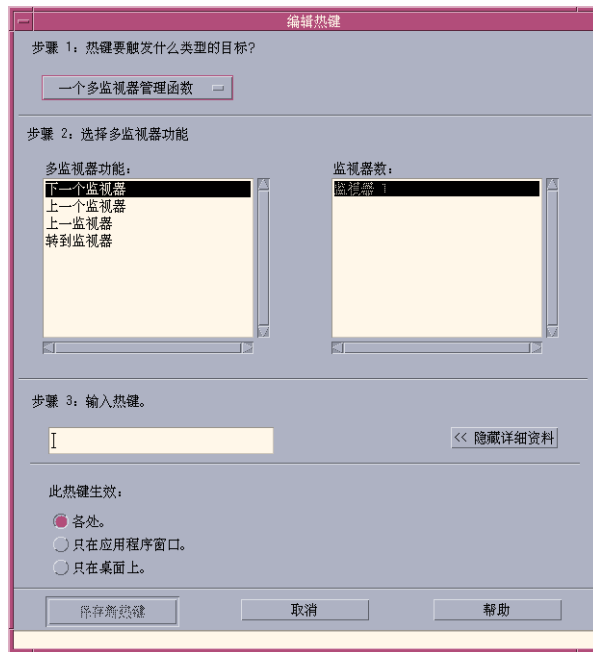 编辑热键
步骤 1：热键要触发什么类型的目标?
一个多监视器管理函数
步骤 2：选择多监视器功能
多监视器功能：
监视器数：
下一个监视器
上一个监视器
上一监视器
转到监视器
监视器 1
步骤 3：输入热键。
<< 隐藏详细资料
此热键生效：
各处。
只在应用程序窗口。
只在桌面上。
保存新热键
取消
帮助